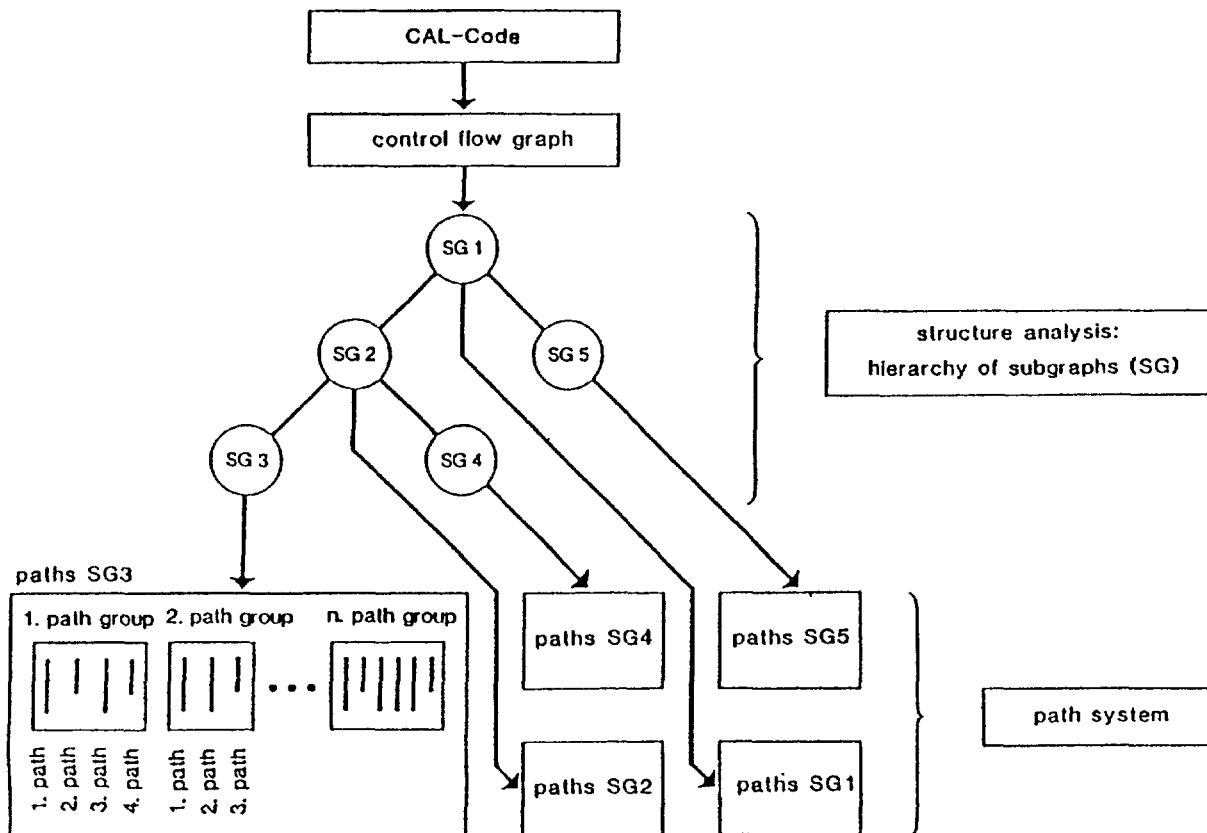 CAL-Code
control flow graph
SG 1
SG 2
SG 5
structure analysis:
hierarchy of subgraphs (SG)
SG 3
SG 4
paths SG3
1. path group
2. path group
n. path group
1. path
2. path
3. path
4. path
1. path
2. path
3. path
paths SG4
paths SG5
path system
paths SG2
paths SG1